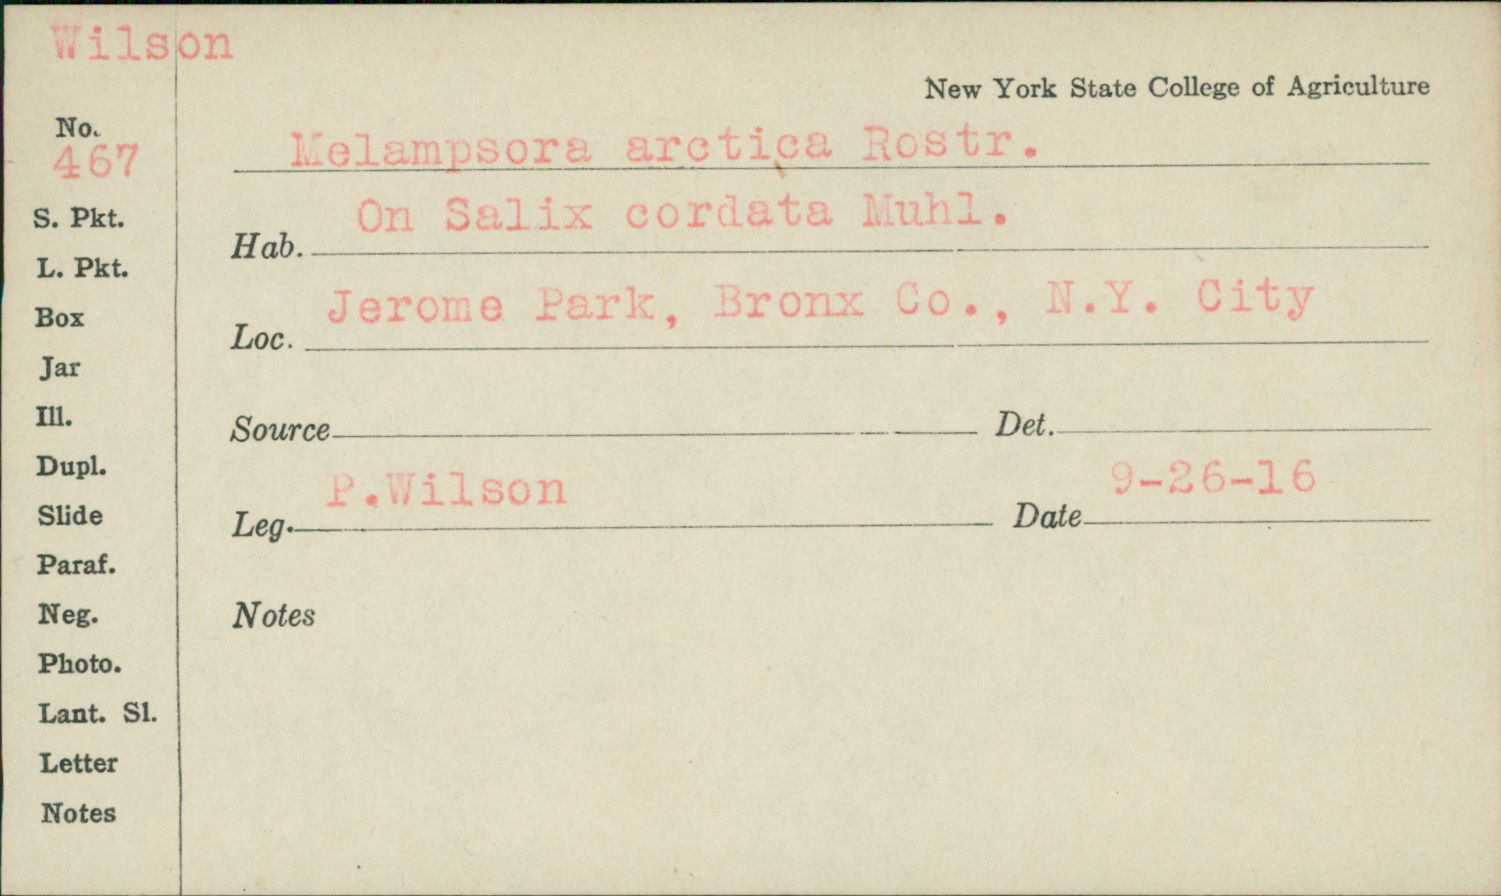 Wilson
New York State College of Agriculture
No.
467
Melampsora arctica Rostr.
S. Pkt.
On Salix cordata Muhl.
Hab.
L. Pkt.
Jerome Park, Bronx Co., N.Y. City
Loc.
Box
Jar
Ill.
Source Det.
Dupl.
P.Wilson 9-26-16
Leg. Date
Slide
Paraf.
Neg.
Notes
Photo.
Lant. Sl.
Letter
Notes